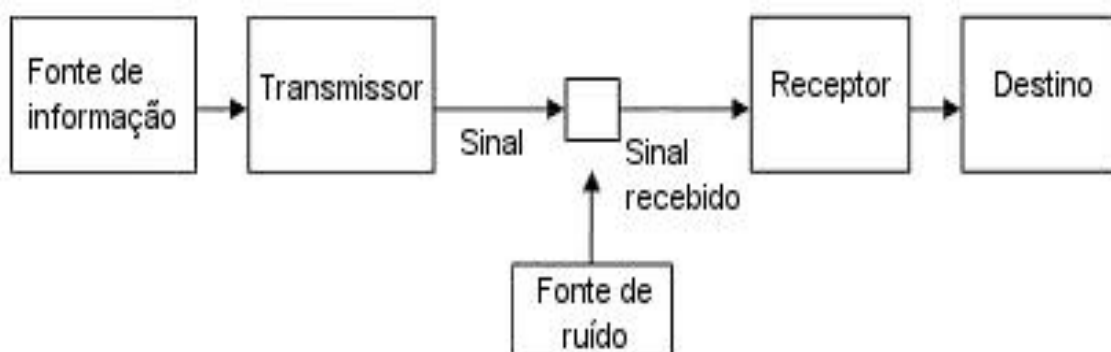 Fonte de
informação
Transmissor
Sinal
Sinal
recebido
Receptor
Destino
Fonte de
ruído